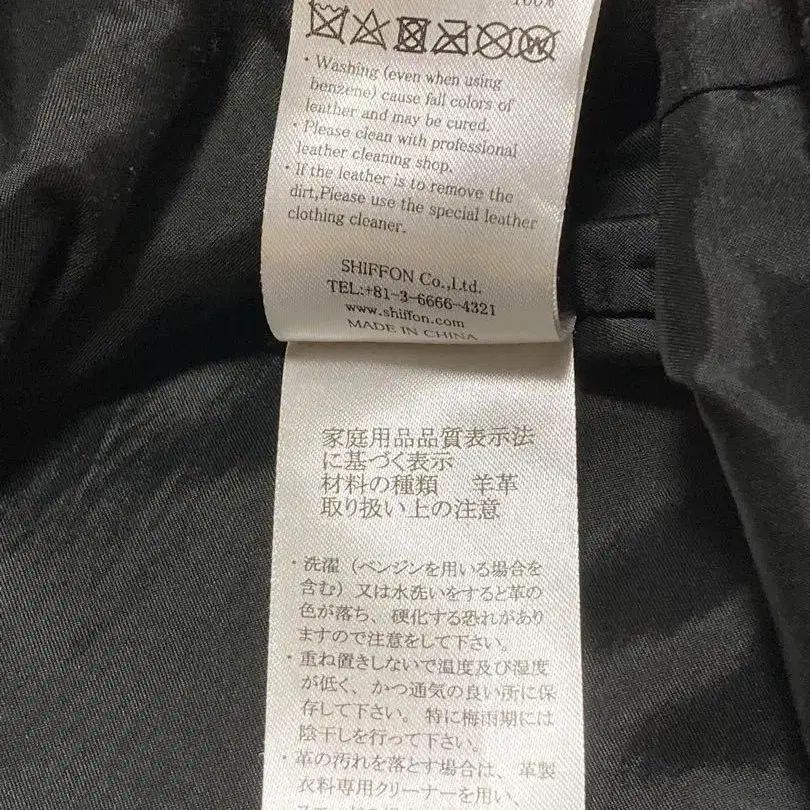 100%
· Washing (even when using
benzene) cause fall colors of
leather and may be cured.
· Please clean with professional
leather cleaning shop.
· If the leather is to remove the
dirt,Please use the special leather
clothing cleaner.
SHIFFON Co.,Ltd.
TEL:+81-3-6666-4321
www.shiffon.com
MADE IN CHINA
家庭用品品質表示法
に基づく表示
材料の種類 羊革
取り扱い上の注意
・洗濯（ベンジンを用いる場合を
含む）又は水洗いをすると革の
色が落ち、硬化する恐れがあり
ますので注意をして下さい。
・重ね置きしないで温度及び湿度
が低く、かつ通気の良い所に保
存して下さい。特に梅雨期には
陰干しを行って下さい。
・革の汚れを落とす場合は、革製
衣料専用クリーナーを用い、